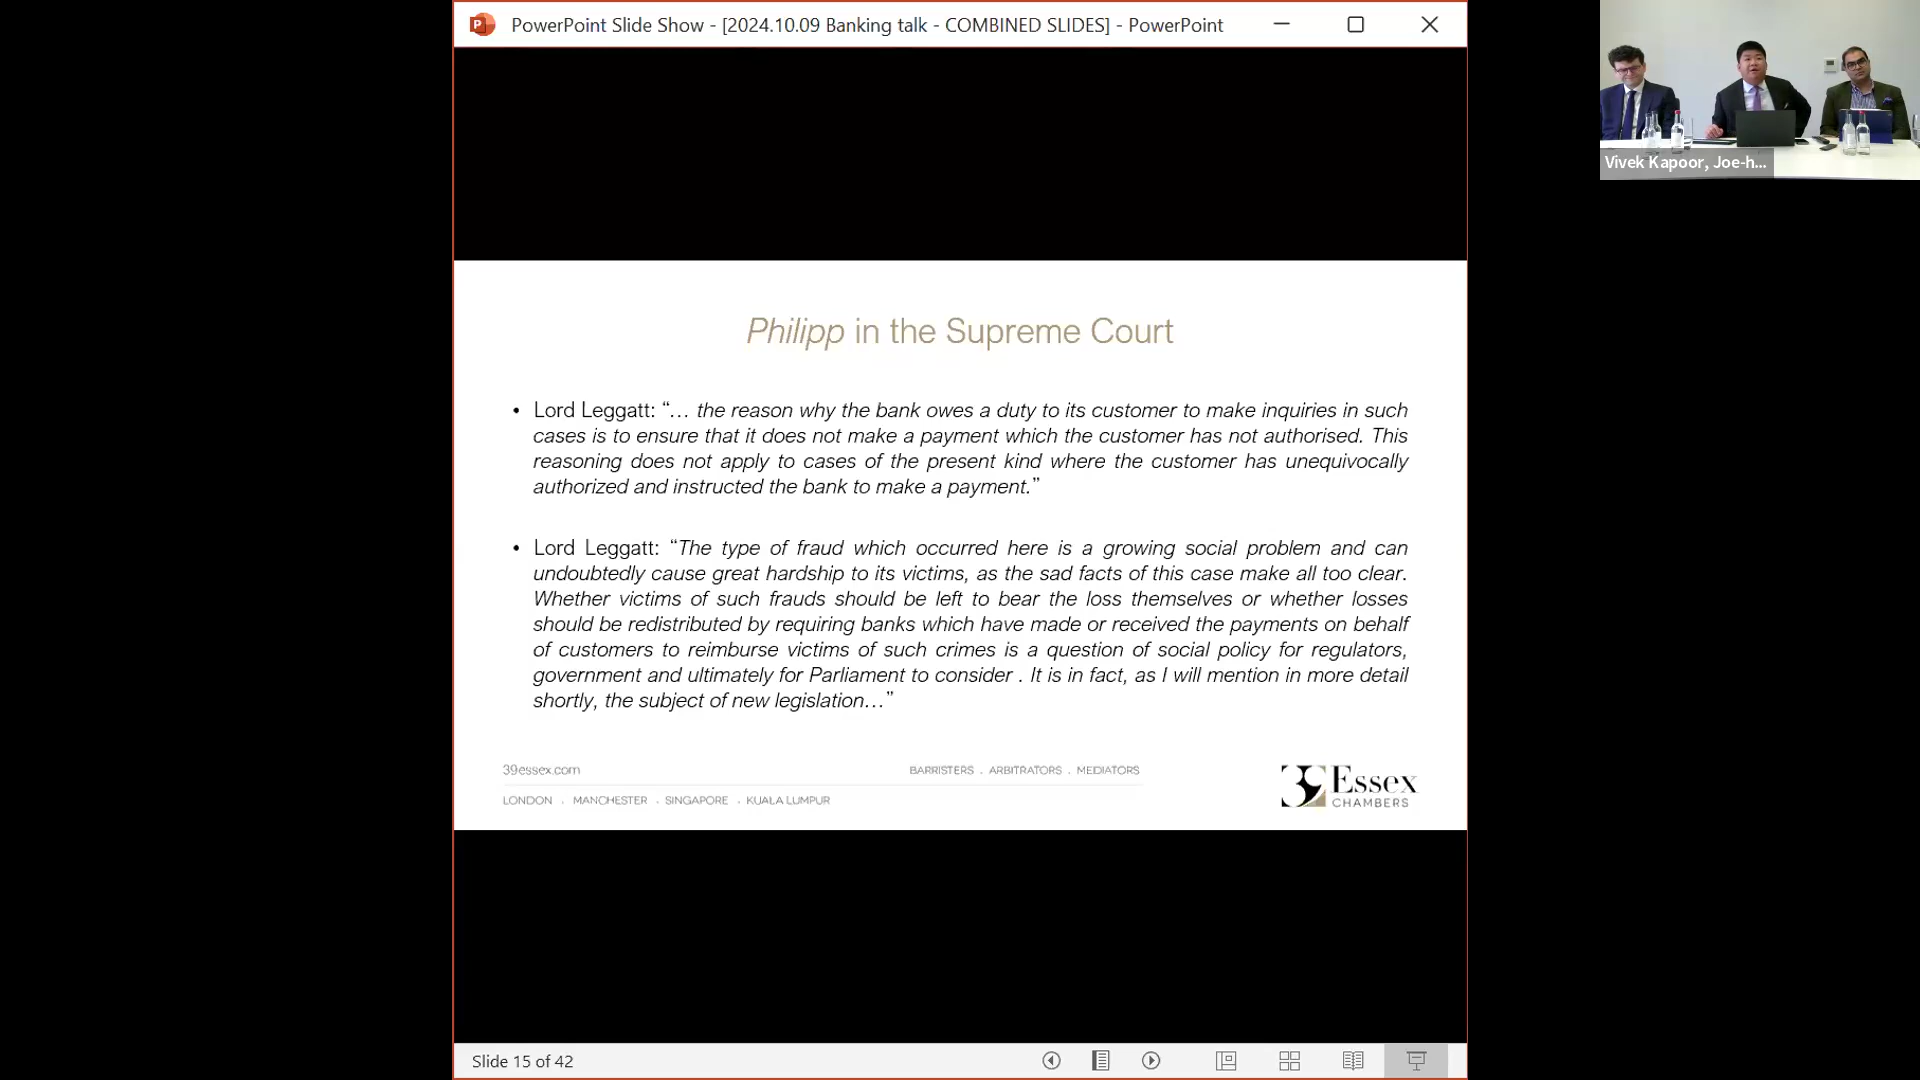 PowerPoint Slide Show - [2024.10.09 Banking talk - COMBINED SLIDES] - PowerPoint
Vivek Kapoor, Joe-h...
Philipp in the Supreme Court
• Lord Leggatt: “… the reason why the bank owes a duty to its customer to make inquiries in such
cases is to ensure that it does not make a payment which the customer has not authorised. This
reasoning does not apply to cases of the present kind where the customer has unequivocally
authorized and instructed the bank to make a payment.”
• Lord Leggatt: “The type of fraud which occurred here is a growing social problem and can
undoubtedly cause great hardship to its victims, as the sad facts of this case make all too clear.
Whether victims of such frauds should be left to bear the loss themselves or whether losses
should be redistributed by requiring banks which have made or received the payments on behalf
of customers to reimburse victims of such crimes is a question of social policy for regulators,
government and ultimately for Parliament to consider . It is in fact, as I will mention in more detail
shortly, the subject of new legislation…”
39essex.com
BARRISTERS . ARBITRATORS . MEDIATORS
LONDON . MANCHESTER . SINGAPORE . KUALA LUMPUR
39 Essex
CHAMBERS
Slide 15 of 42